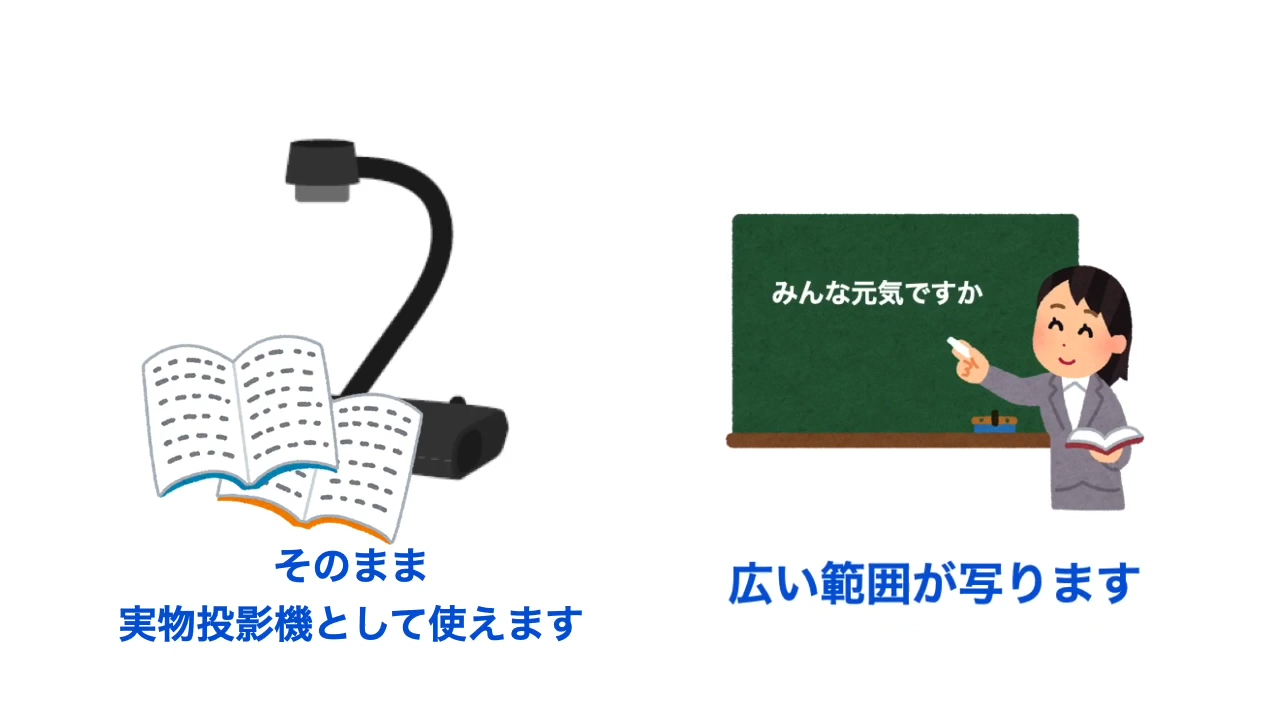 みんな元気ですか
そのまま
実物投影機として使えます
広い範囲が写ります